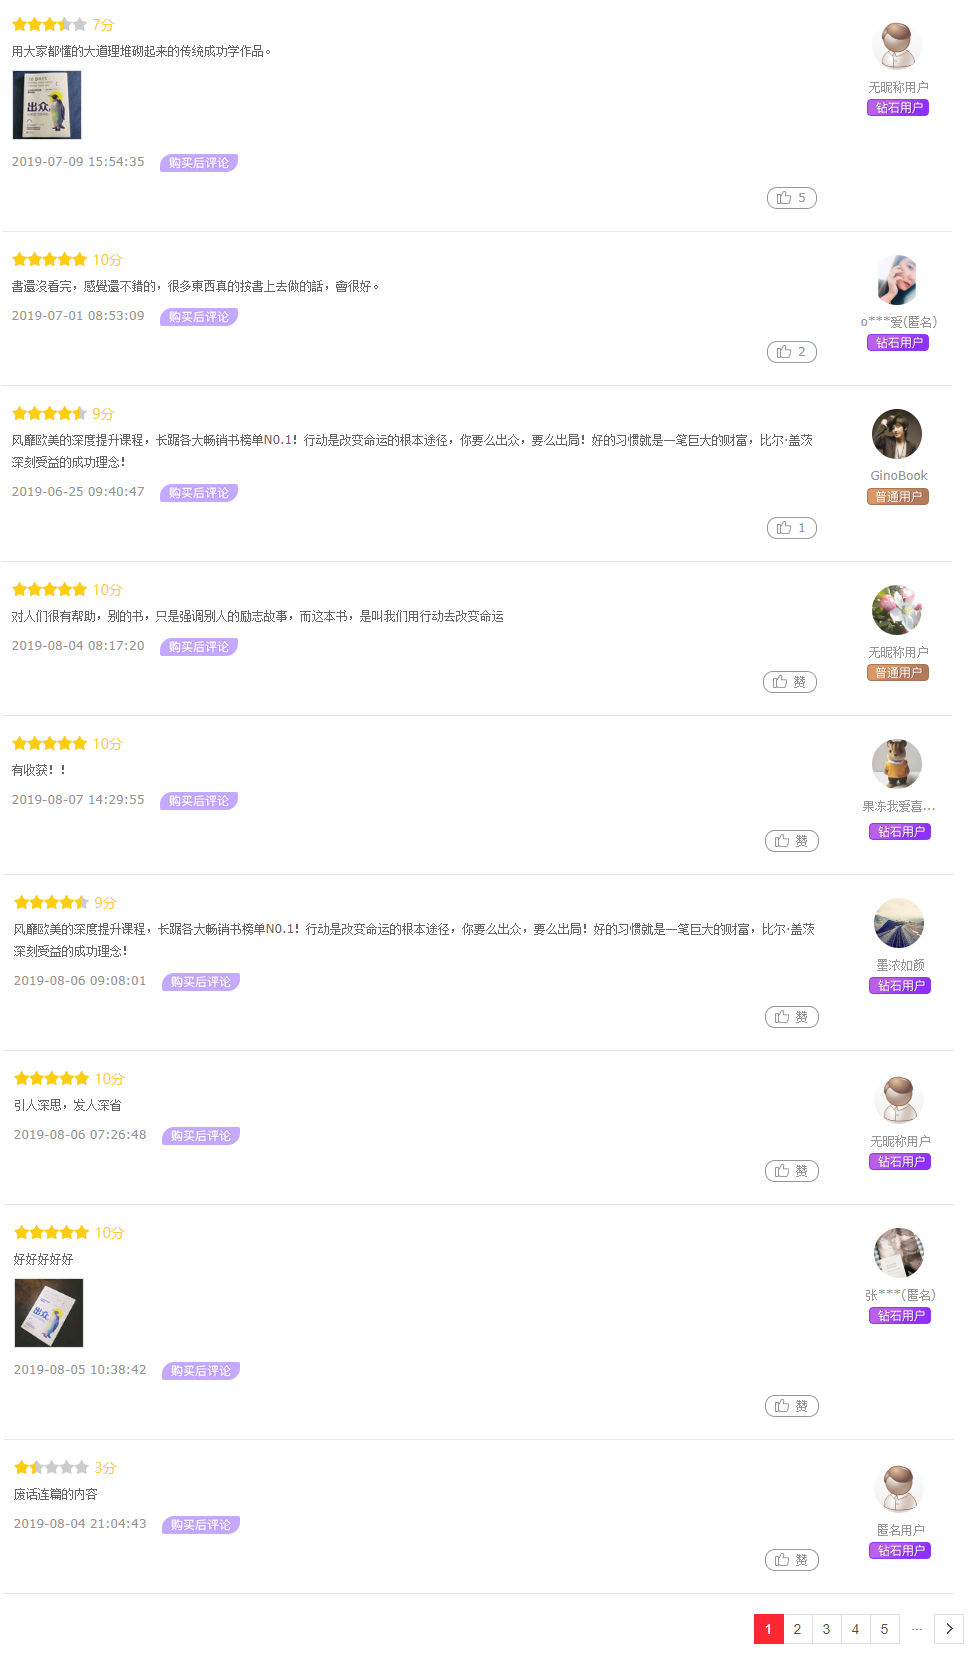 7分
用大家都懂的大道理堆砌起来的传统成功学作品。
出众
2019-07-09 15:54:35 购买后评论
无昵称用户
钻石用户
5
10分
書還沒看完，感覺還不錯的，很多東西真的按書上去做的話，會很好。
2019-07-01 08:53:09 购买后评论
o***爱(匿名)
钻石用户
2
9分
风靡欧美的深度提升课程，长踞各大畅销书榜单N0.1！行动是改变命运的根本途径，你要么出众，要么出局！好的习惯就是一笔巨大的财富，比尔·盖茨
深刻受益的成功理念！
2019-06-25 09:40:47 购买后评论
GinoBook
普通用户
1
10分
对人们很有帮助，别的书，只是强调别人的励志故事，而这本书，是叫我们用行动去改变命运
2019-08-04 08:17:20 购买后评论
无昵称用户
普通用户
赞
10分
有收获！！
2019-08-07 14:29:55 购买后评论
果冻我爱喜...
钻石用户
赞
9分
风靡欧美的深度提升课程，长踞各大畅销书榜单N0.1！行动是改变命运的根本途径，你要么出众，要么出局！好的习惯就是一笔巨大的财富，比尔·盖茨
深刻受益的成功理念！
2019-08-06 09:08:01 购买后评论
墨浓如颜
钻石用户
赞
10分
引人深思，发人深省
2019-08-06 07:26:48 购买后评论
无昵称用户
钻石用户
赞
10分
好好好好好
出众
2019-08-05 10:38:42 购买后评论
张***(匿名)
钻石用户
赞
3分
废话连篇的内容
2019-08-04 21:04:43 购买后评论
匿名用户
钻石用户
赞
1 2 3 4 5 ... >